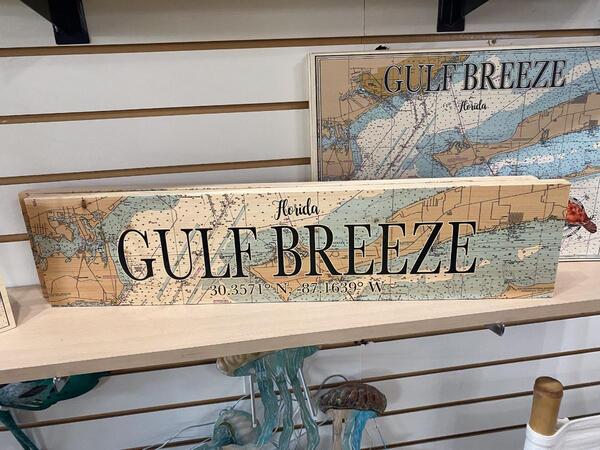 GULF BREEZE
Florida
Florida
GULF BREEZE
30.3571° N, -87.1639° W